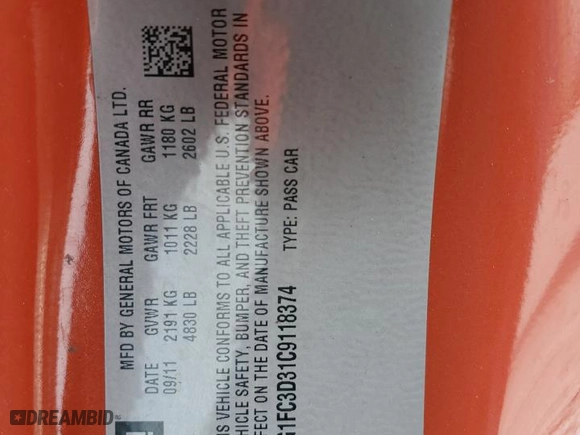 MFD BY GENERAL MOTORS OF CANADA LTD.
DATE GVWR GAWR FRT GAWR RR
09/11 2191 KG 1011 KG 1180 KG
4830 LB 2228 LB 2602 LB
VEHICLE CONFORMS TO ALL APPLICABLE U.S. FEDERAL MOTOR
VEHICLE SAFETY, BUMPER, AND THEFT PREVENTION STANDARDS IN
EFFECT ON THE DATE OF MANUFACTURE SHOWN ABOVE.
G1FC3D31C9118374 TYPE: PASS CAR
DREAMBID.COM